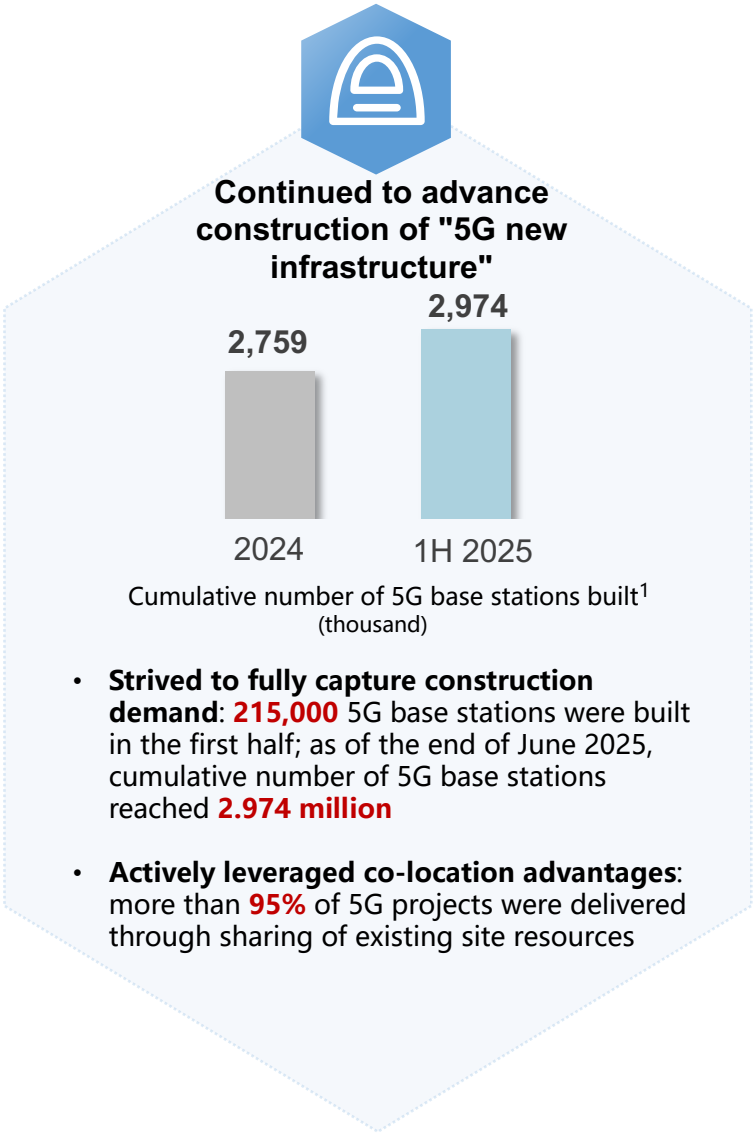 Continued to advance
construction of "5G new
infrastructure"
2,759
2,974
2024
1H 2025
Cumulative number of 5G base stations built1
(thousand)
• Strived to fully capture construction
demand: 215,000 5G base stations were built
in the first half; as of the end of June 2025,
cumulative number of 5G base stations
reached 2.974 million
• Actively leveraged co-location advantages:
more than 95% of 5G projects were delivered
through sharing of existing site resources